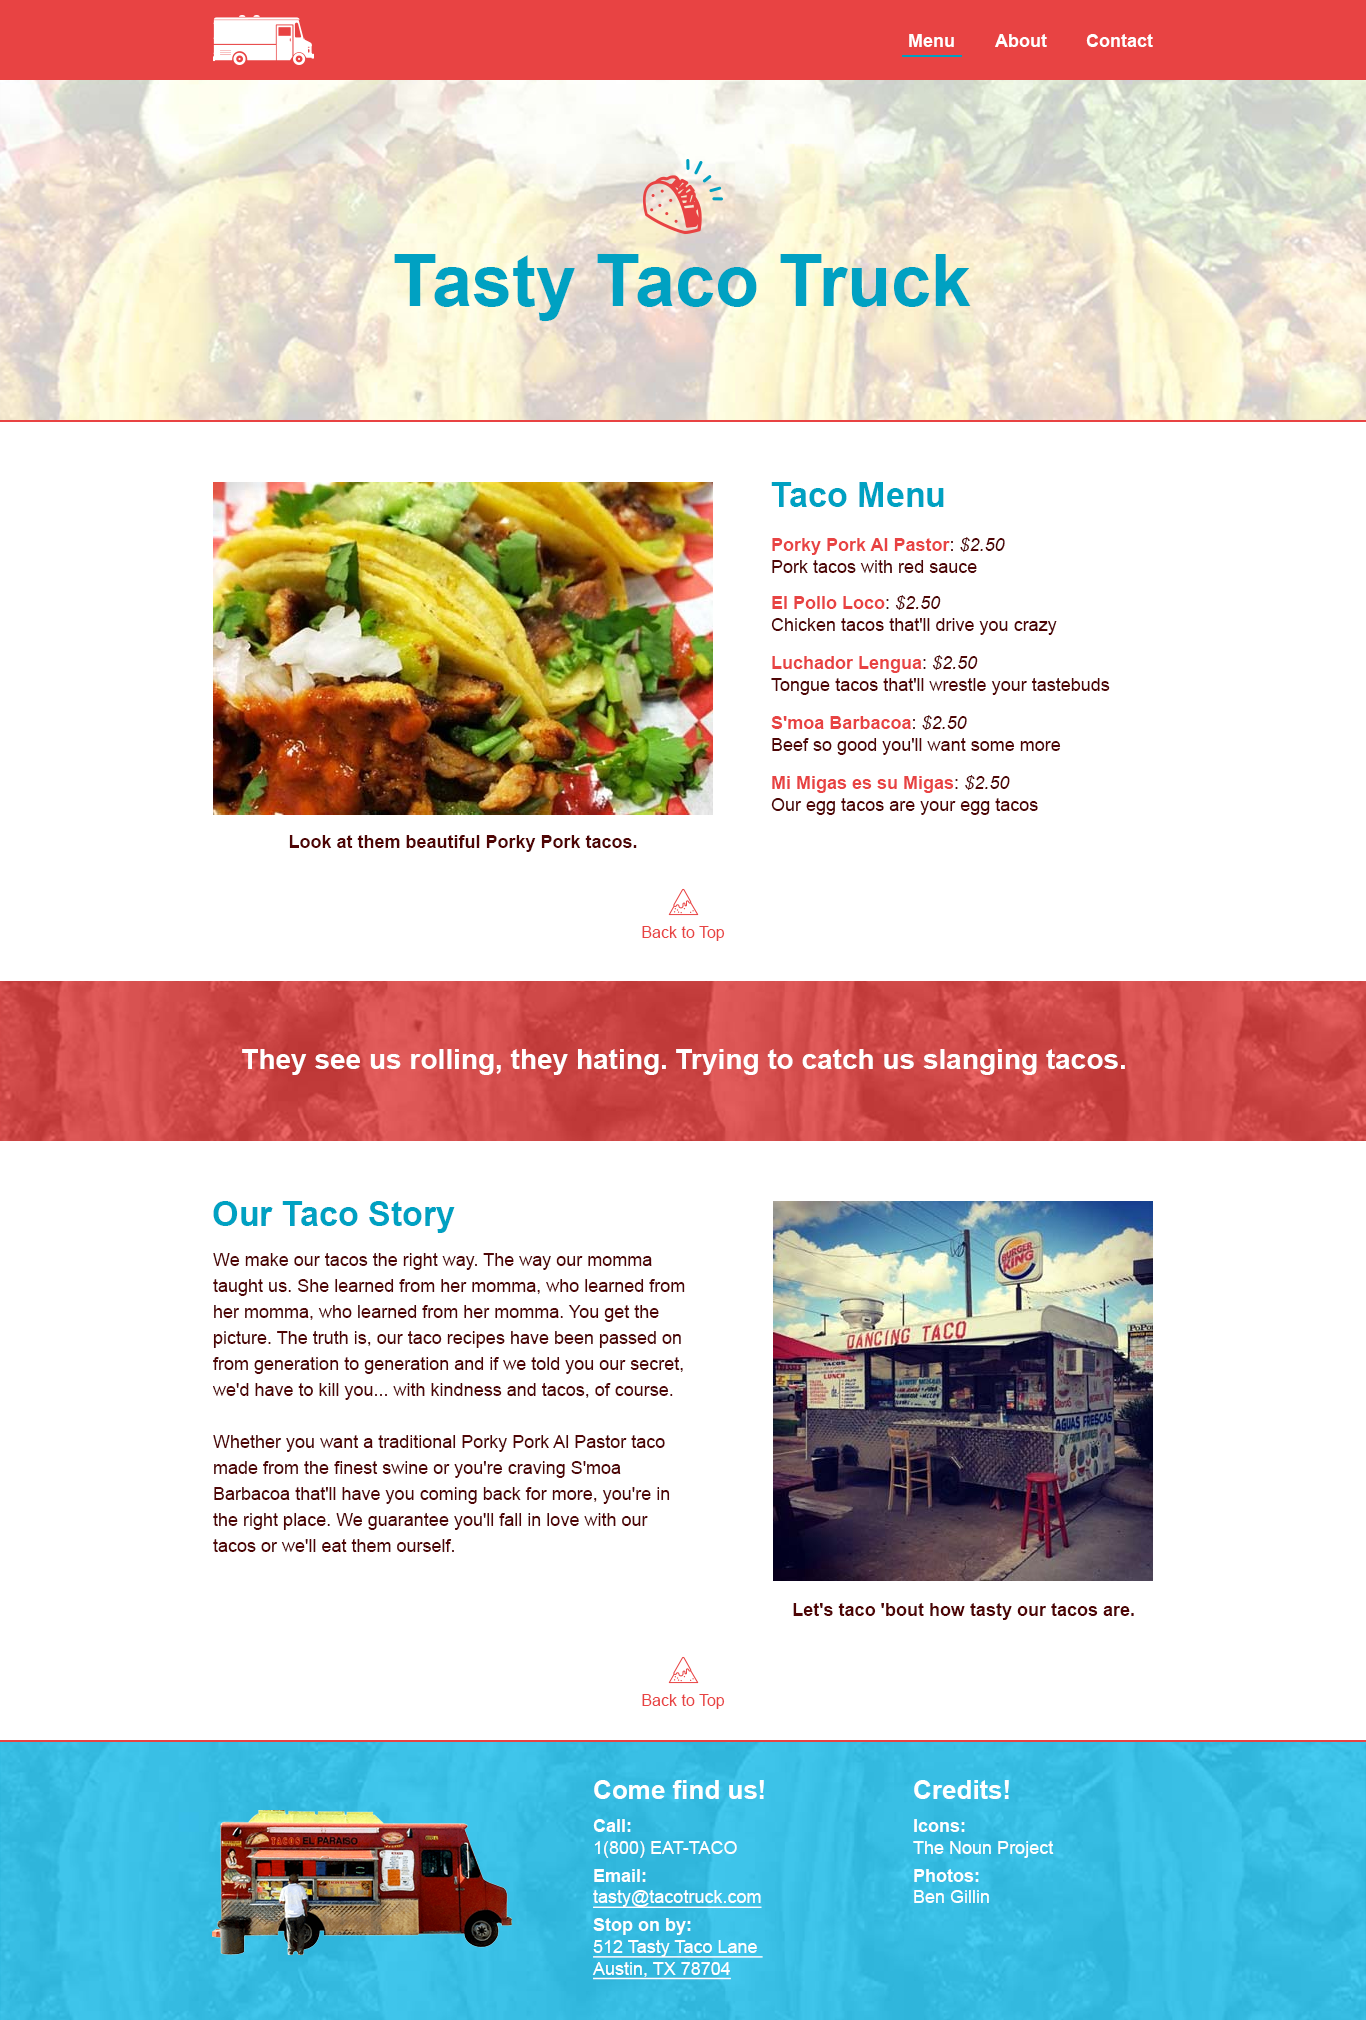 Menu About Contact
Tasty Taco Truck
Taco Menu
Porky Pork Al Pastor: $2.50
Pork tacos with red sauce
El Pollo Loco: $2.50
Chicken tacos that'll drive you crazy
Luchador Lengua: $2.50
Tongue tacos that'll wrestle your tastebuds
S'moa Barbacoa: $2.50
Beef so good you'll want some more
Mi Migas es su Migas: $2.50
Our egg tacos are your egg tacos
Look at them beautiful Porky Pork tacos.
Back to Top
They see us rolling, they hating. Trying to catch us slanging tacos.
Our Taco Story
We make our tacos the right way. The way our momma
taught us. She learned from her momma, who learned from
her momma, who learned from her momma. You get the
picture. The truth is, our taco recipes have been passed on
from generation to generation and if we told you our secret,
we'd have to kill you... with kindness and tacos, of course.
Whether you want a traditional Porky Pork Al Pastor taco
made from the finest swine or you're craving S'moa
Barbacoa that'll have you coming back for more, you're in
the right place. We guarantee you'll fall in love with our
tacos or we'll eat them ourself.
BURGER
KING
DANCING TACO
TACOS
LUNCH
AGUAS FRESCAS
Let's taco 'bout how tasty our tacos are.
Back to Top
TACOS EL PARAISO
Come find us!
Call:
1(800) EAT-TACO
Email:
tasty@tacotruck.com
Stop on by:
512 Tasty Taco Lane
Austin, TX 78704
Credits!
Icons:
The Noun Project
Photos:
Ben Gillin